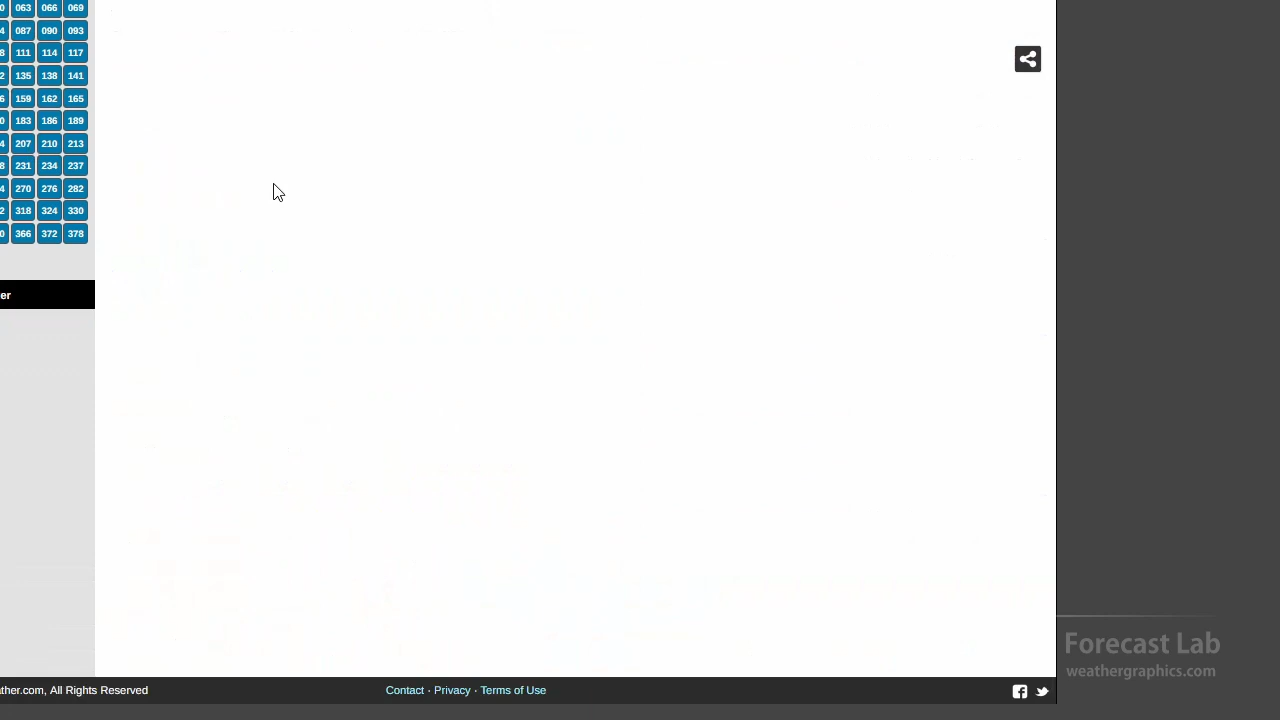 0 063 066 069
4 087 090 093
8 111 114 117
2 135 138 141
6 159 162 165
0 183 186 189
4 207 210 213
8 231 234 237
4 270 276 282
2 318 324 330
0 366 372 378
er
ther.com, All Rights Reserved
Contact · Privacy · Terms of Use
Forecast Lab
weathergraphics.com